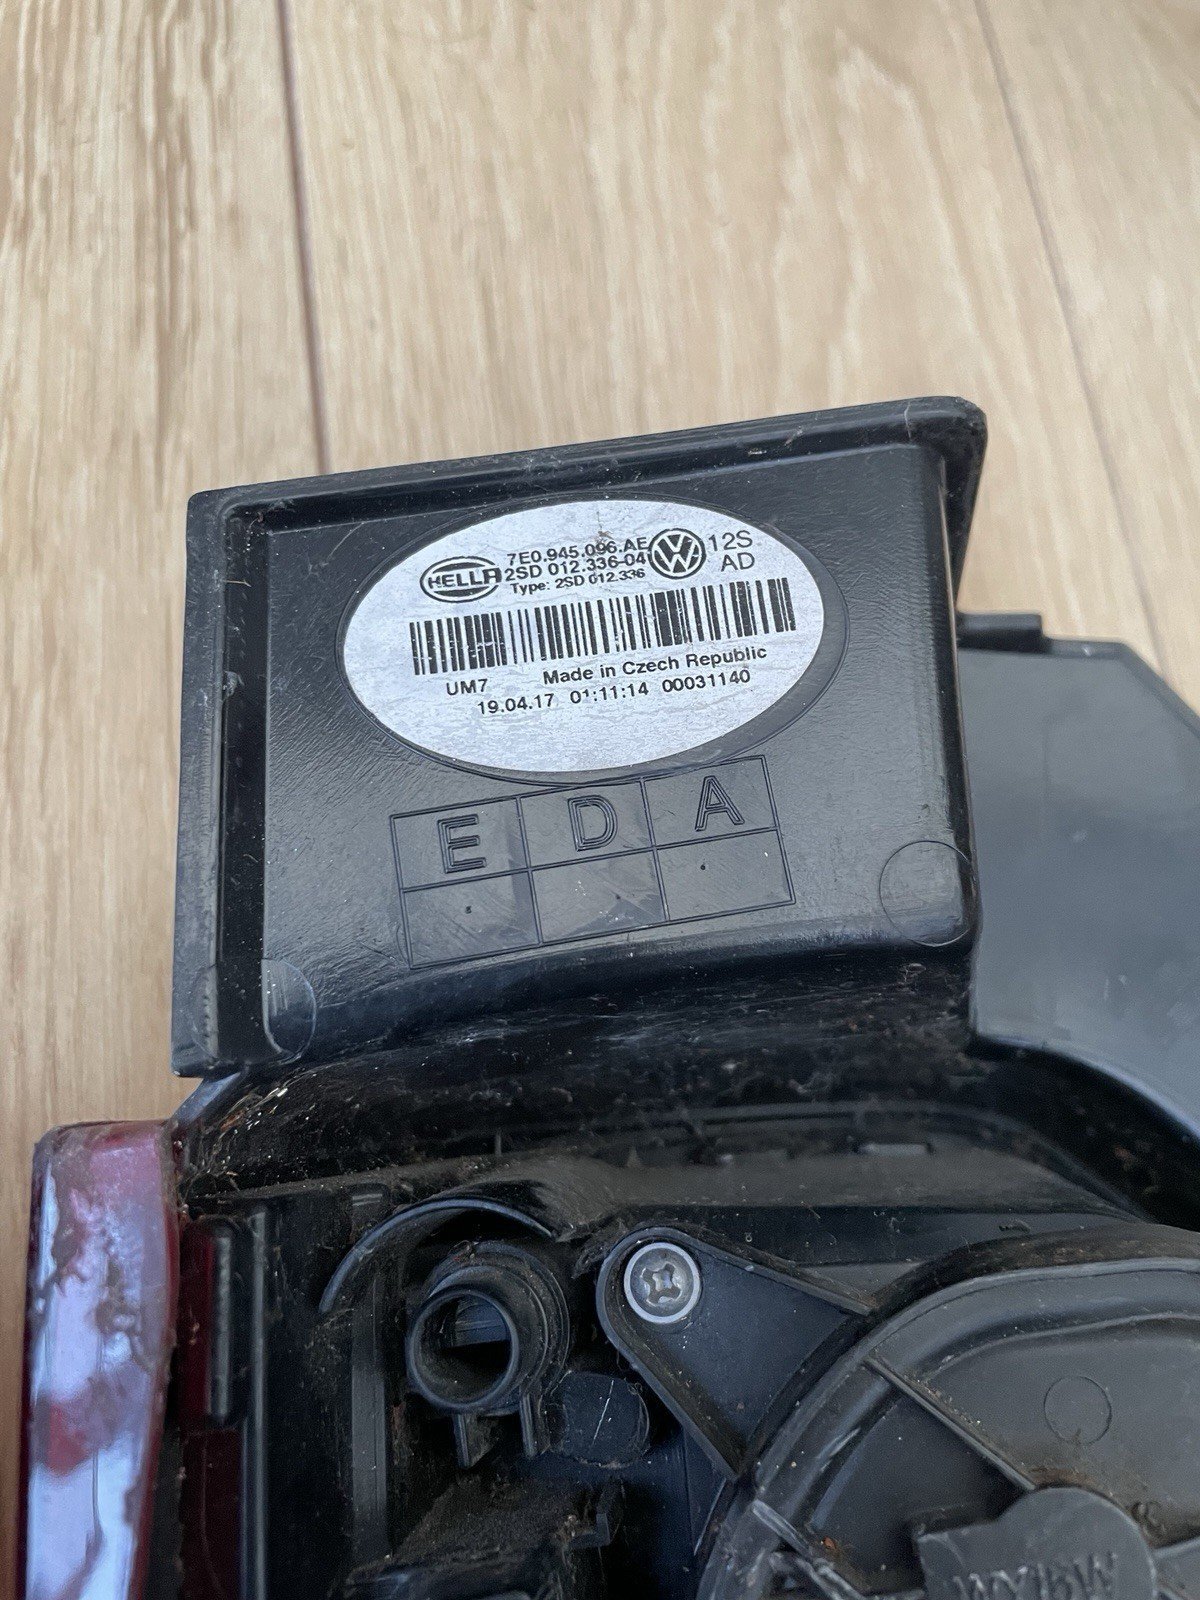 HELLA
7E0.945.096.AE
2SD 012.336-04
Type: 2SD 012.336
VW
12S
AD
UM7 Made in Czech Republic
19.04.17 01:11:14 00031140
E D A